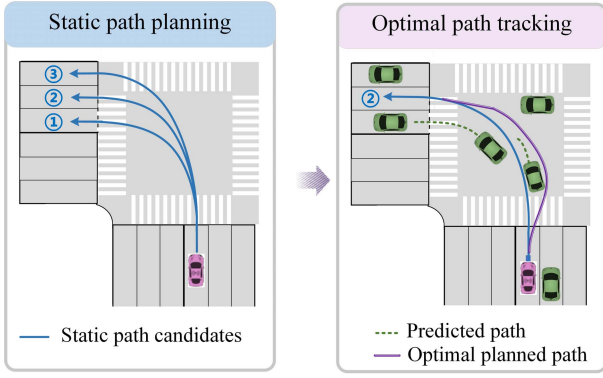 Static path planning
③
②
①
Static path candidates
Optimal path tracking
②
Predicted path
Optimal planned path